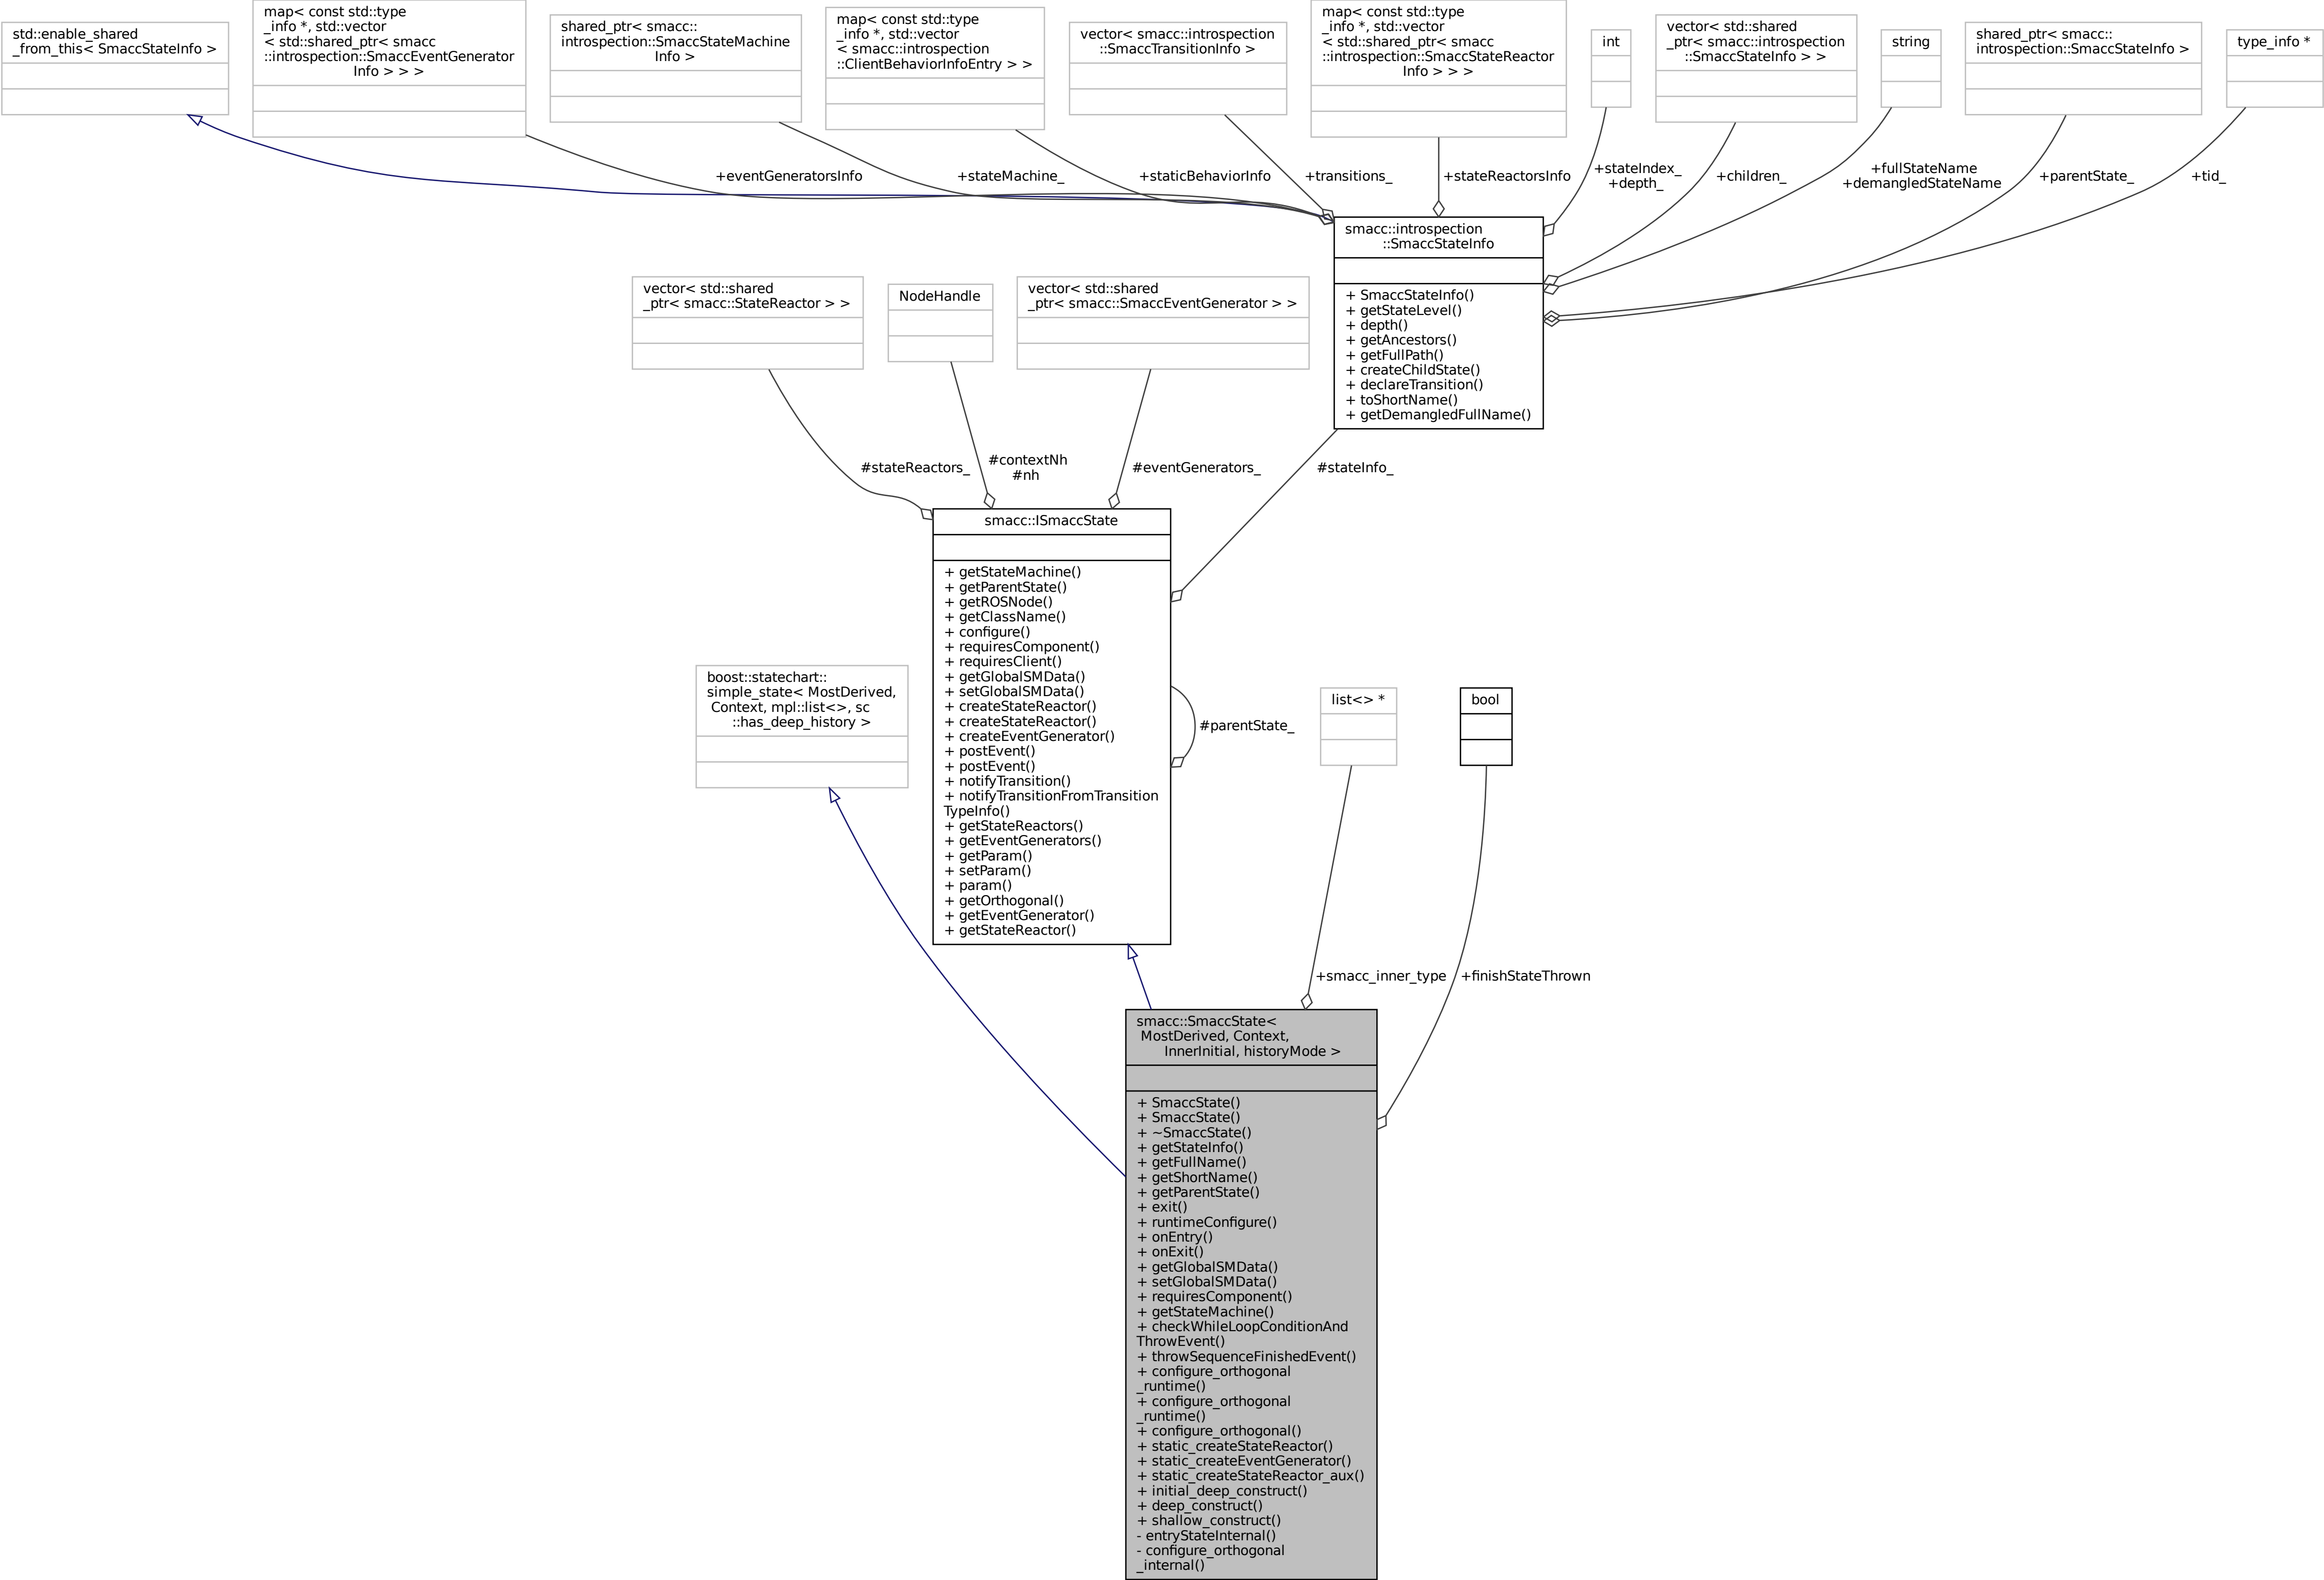 std::enable_shared
_from_this< SmaccStateInfo >
map< const std::type
_info *, std::vector
< std::shared_ptr< smacc
::introspection::SmaccEventGenerator
Info > > >
shared_ptr< smacc::
introspection::SmaccStateMachine
Info >
map< const std::type
_info *, std::vector
< smacc::introspection
::ClientBehaviorInfoEntry > >
vector< smacc::introspection
::SmaccTransitionInfo >
map< const std::type
_info *, std::vector
< std::shared_ptr< smacc
::introspection::SmaccStateReactor
Info > > >
int
vector< std::shared
_ptr< smacc::introspection
::SmaccStateInfo > >
string
shared_ptr< smacc::
introspection::SmaccStateInfo >
type_info *
+eventGeneratorsInfo
+stateMachine_
+staticBehaviorInfo
+transitions_
+stateReactorsInfo
+stateIndex_
+depth_
+children_
+fullStateName
+demangledStateName
+parentState_
+tid_
smacc::introspection
::SmaccStateInfo
+ SmaccStateInfo()
+ getStateLevel()
+ depth()
+ getAncestors()
+ getFullPath()
+ createChildState()
+ declareTransition()
+ toShortName()
+ getDemangledFullName()
vector< std::shared
_ptr< smacc::StateReactor > >
NodeHandle
vector< std::shared
_ptr< smacc::SmaccEventGenerator > >
#stateReactors_
#contextNh
#nh
#eventGenerators_
#stateInfo_
smacc::ISmaccState
+ getStateMachine()
+ getParentState()
+ getROSNode()
+ getClassName()
+ configure()
+ requiresComponent()
+ requiresClient()
+ getGlobalSMData()
+ setGlobalSMData()
+ createStateReactor()
+ createStateReactor()
+ createEventGenerator()
+ postEvent()
+ postEvent()
+ notifyTransition()
+ notifyTransitionFromTransition
TypeInfo()
+ getStateReactors()
+ getEventGenerators()
+ getParam()
+ setParam()
+ param()
+ getOrthogonal()
+ getEventGenerator()
+ getStateReactor()
#parentState_
boost::statechart::
simple_state< MostDerived,
Context, mpl::list<>, sc
::has_deep_history >
list<> *
bool
+smacc_inner_type
+finishStateThrown
smacc::SmaccState<
MostDerived, Context,
InnerInitial, historyMode >
+ SmaccState()
+ SmaccState()
+ ~SmaccState()
+ getStateInfo()
+ getFullName()
+ getShortName()
+ getParentState()
+ exit()
+ runtimeConfigure()
+ onEntry()
+ onExit()
+ getGlobalSMData()
+ setGlobalSMData()
+ requiresComponent()
+ getStateMachine()
+ checkWhileLoopConditionAnd
ThrowEvent()
+ throwSequenceFinishedEvent()
+ configure_orthogonal
_runtime()
+ configure_orthogonal
_runtime()
+ configure_orthogonal()
+ static_createStateReactor()
+ static_createEventGenerator()
+ static_createStateReactor_aux()
+ initial_deep_construct()
+ deep_construct()
+ shallow_construct()
- entryStateInternal()
- configure_orthogonal
_internal()